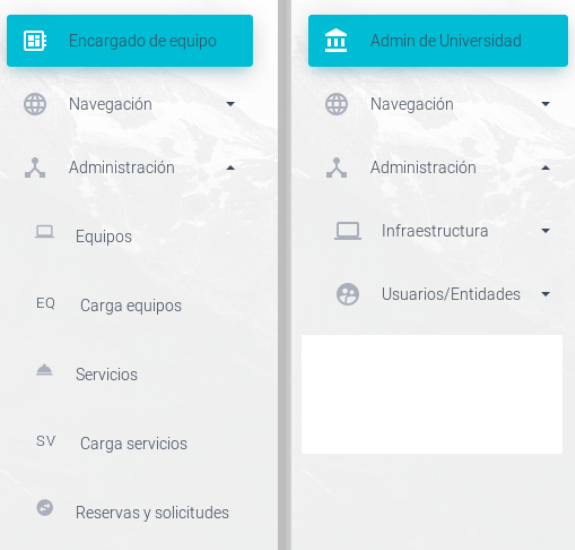 Encargado de equipo
Navegación
Administración
Equipos
EQ Carga equipos
Servicios
SV Carga servicios
Reservas y solicitudes
Admin de Universidad
Navegación
Administración
Infraestructura
Usuarios/Entidades